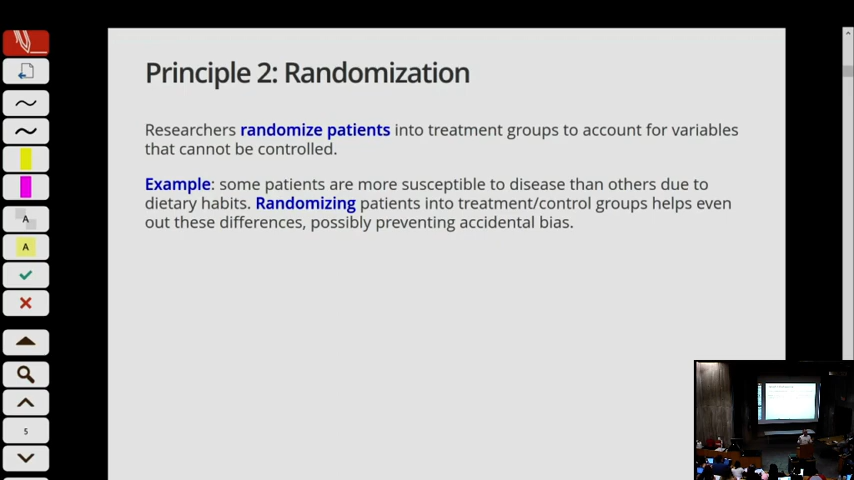 Principle 2: Randomization
Researchers randomize patients into treatment groups to account for variables
that cannot be controlled.
Example: some patients are more susceptible to disease than others due to
dietary habits. Randomizing patients into treatment/control groups helps even
out these differences, possibly preventing accidental bias.
A
A
5